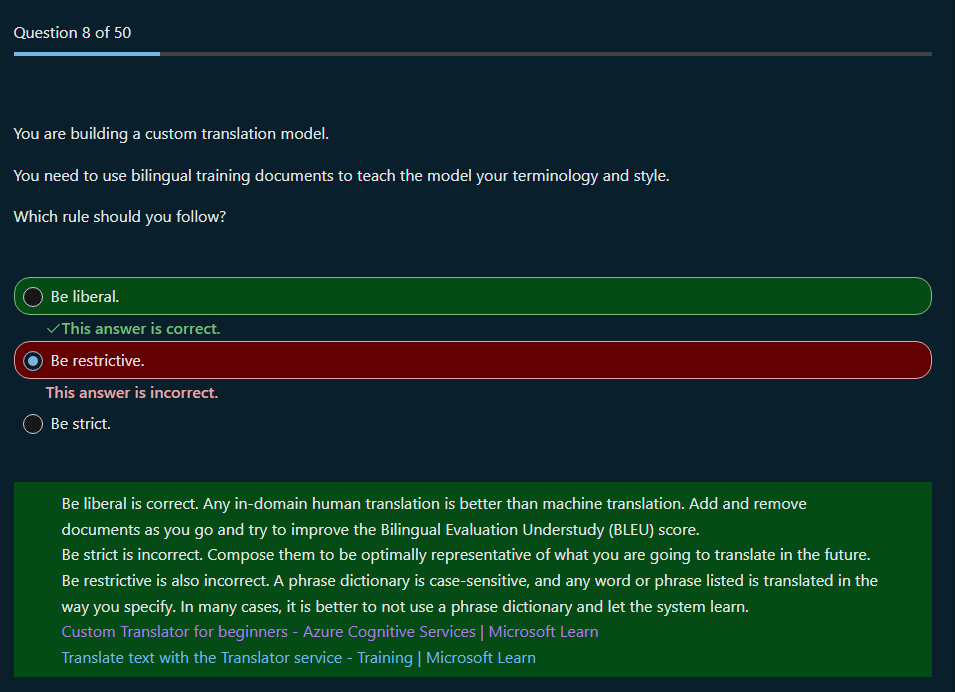 Question 8 of 50
You are building a custom translation model.
You need to use bilingual training documents to teach the model your terminology and style.
Which rule should you follow?
Be liberal.
✓This answer is correct.
Be restrictive.
This answer is incorrect.
Be strict.
Be liberal is correct. Any in-domain human translation is better than machine translation. Add and remove
documents as you go and try to improve the Bilingual Evaluation Understudy (BLEU) score.
Be strict is incorrect. Compose them to be optimally representative of what you are going to translate in the future.
Be restrictive is also incorrect. A phrase dictionary is case-sensitive, and any word or phrase listed is translated in the
way you specify. In many cases, it is better to not use a phrase dictionary and let the system learn.
Custom Translator for beginners - Azure Cognitive Services | Microsoft Learn
Translate text with the Translator service - Training | Microsoft Learn